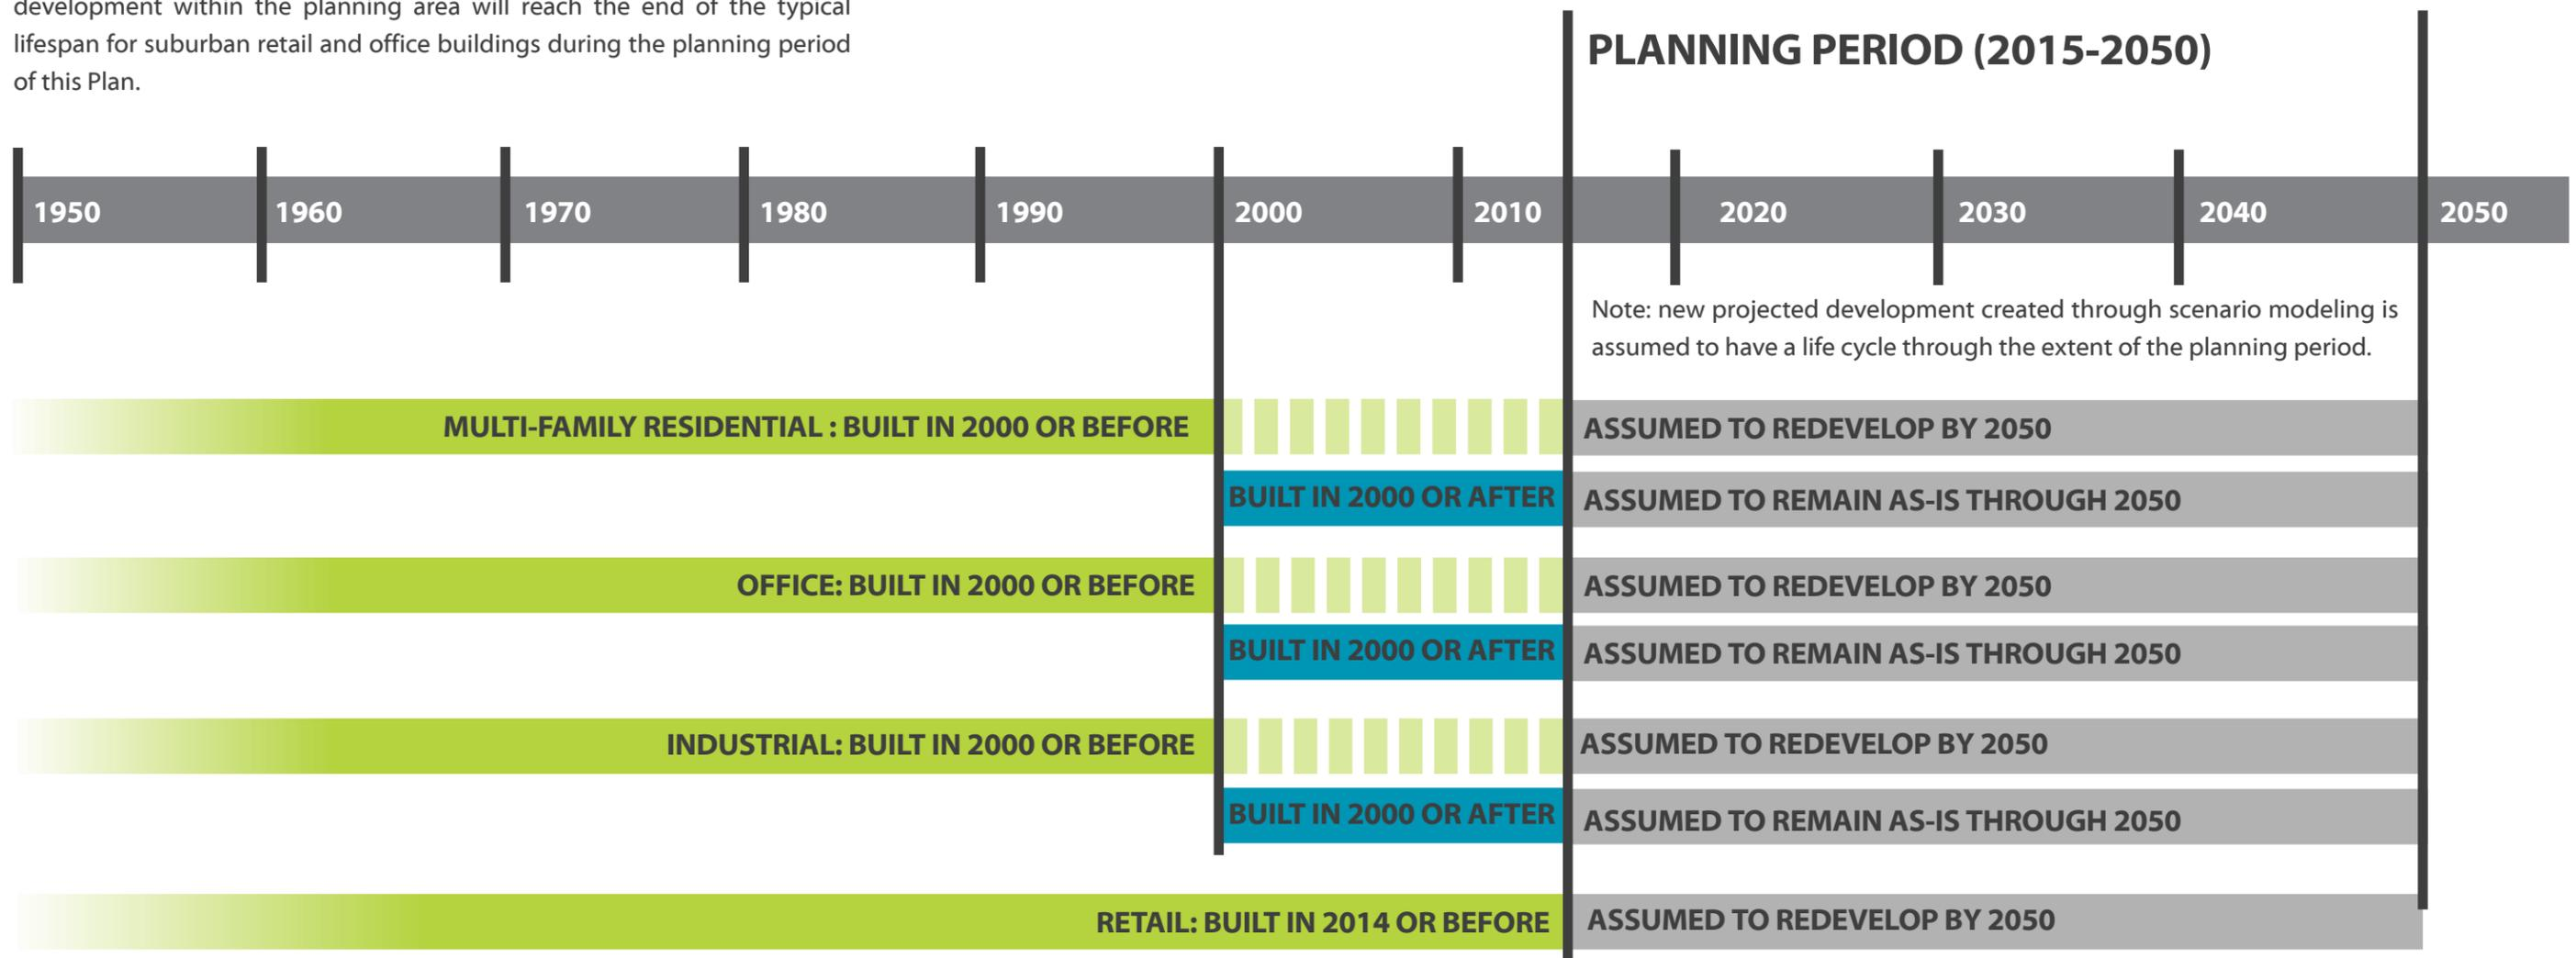 development within the planning area will reach the end of the typical
lifespan for suburban retail and office buildings during the planning period
of this Plan.
PLANNING PERIOD (2015-2050)
1950 1960 1970 1980 1990 2000 2010 2020 2030 2040 2050
Note: new projected development created through scenario modeling is
assumed to have a life cycle through the extent of the planning period.
MULTI-FAMILY RESIDENTIAL : BUILT IN 2000 OR BEFORE ASSUMED TO REDEVELOP BY 2050
BUILT IN 2000 OR AFTER ASSUMED TO REMAIN AS-IS THROUGH 2050
OFFICE: BUILT IN 2000 OR BEFORE ASSUMED TO REDEVELOP BY 2050
BUILT IN 2000 OR AFTER ASSUMED TO REMAIN AS-IS THROUGH 2050
INDUSTRIAL: BUILT IN 2000 OR BEFORE ASSUMED TO REDEVELOP BY 2050
BUILT IN 2000 OR AFTER ASSUMED TO REMAIN AS-IS THROUGH 2050
RETAIL: BUILT IN 2014 OR BEFORE ASSUMED TO REDEVELOP BY 2050